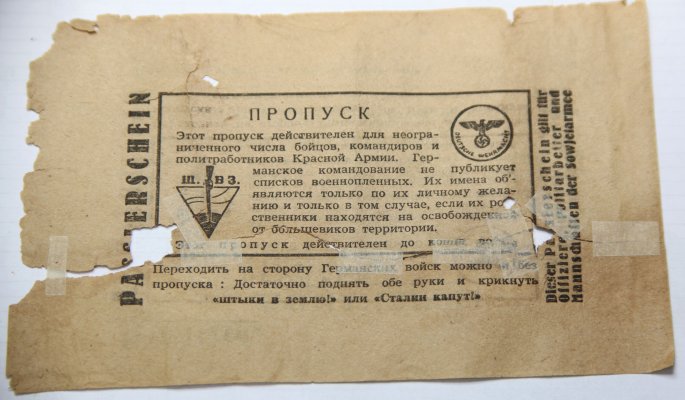 PASSIERSCHEIN
ПРОПУСК
Этот пропуск действителен для неогра-
ниченного числа бойцов, командиров и
политработников Красной Армии. Гер-
манское командование не публикует
списков военнопленных. Их имена об'-
являются только по их личному жела-
нию и только в том случае, если их ро
ственники находятся на освобожденной
от большевиков территории.
Этот пропуск действителен до конца
Ш. ВЗ.
DEUTSCHE WEHRMACHT
Переходить на сторону Германских войск можно и без
пропуска: Достаточно поднять обе руки и крикнуть
«штыки в землю!» или «Сталин капут!»
Dieser Passierschein gilt für
Offiziere, Politarbeiter und
Mannschaften der Sowjetarmee